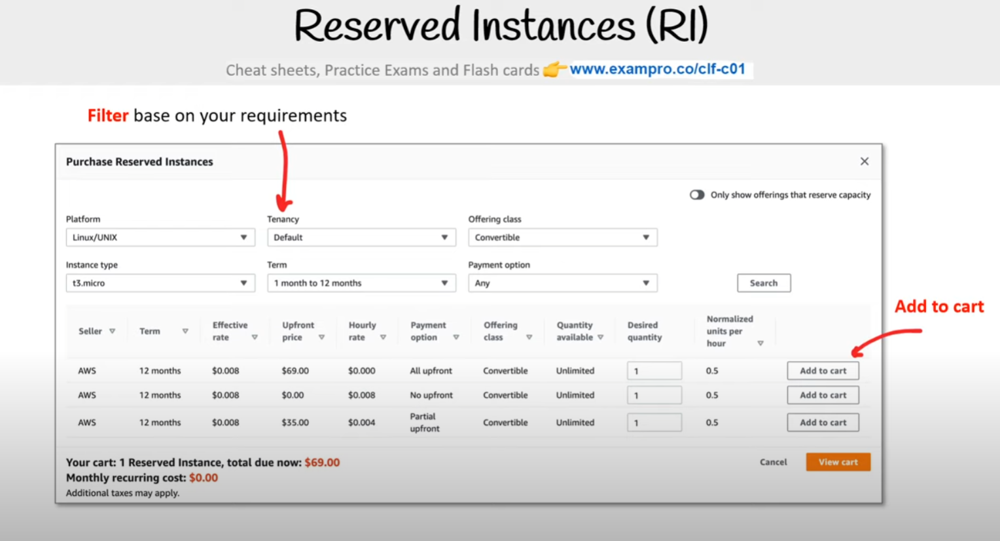 Reserved Instances (RI)
Cheat sheets, Practice Exams and Flash cards 👉 www.exampro.co/clf-c01
Filter base on your requirements
Purchase Reserved Instances
Only show offerings that reserve capacity
Platform Tenancy Offering class
Linux/UNIX Default Convertible
Instance type Term Payment option
t3.micro 1 month to 12 months Any Search
Add to cart
Seller Term Effective rate Upfront price Hourly rate Payment option Offering class Quantity available Desired quantity Normalized units per hour
AWS 12 months $0.008 $69.00 $0.000 All upfront Convertible Unlimited 1 0.5 Add to cart
AWS 12 months $0.008 $0.00 $0.008 No upfront Convertible Unlimited 1 0.5 Add to cart
AWS 12 months $0.008 $35.00 $0.004 Partial upfront Convertible Unlimited 1 0.5 Add to cart
Your cart: 1 Reserved Instance, total due now: $69.00
Monthly recurring cost: $0.00
Additional taxes may apply.
Cancel View cart